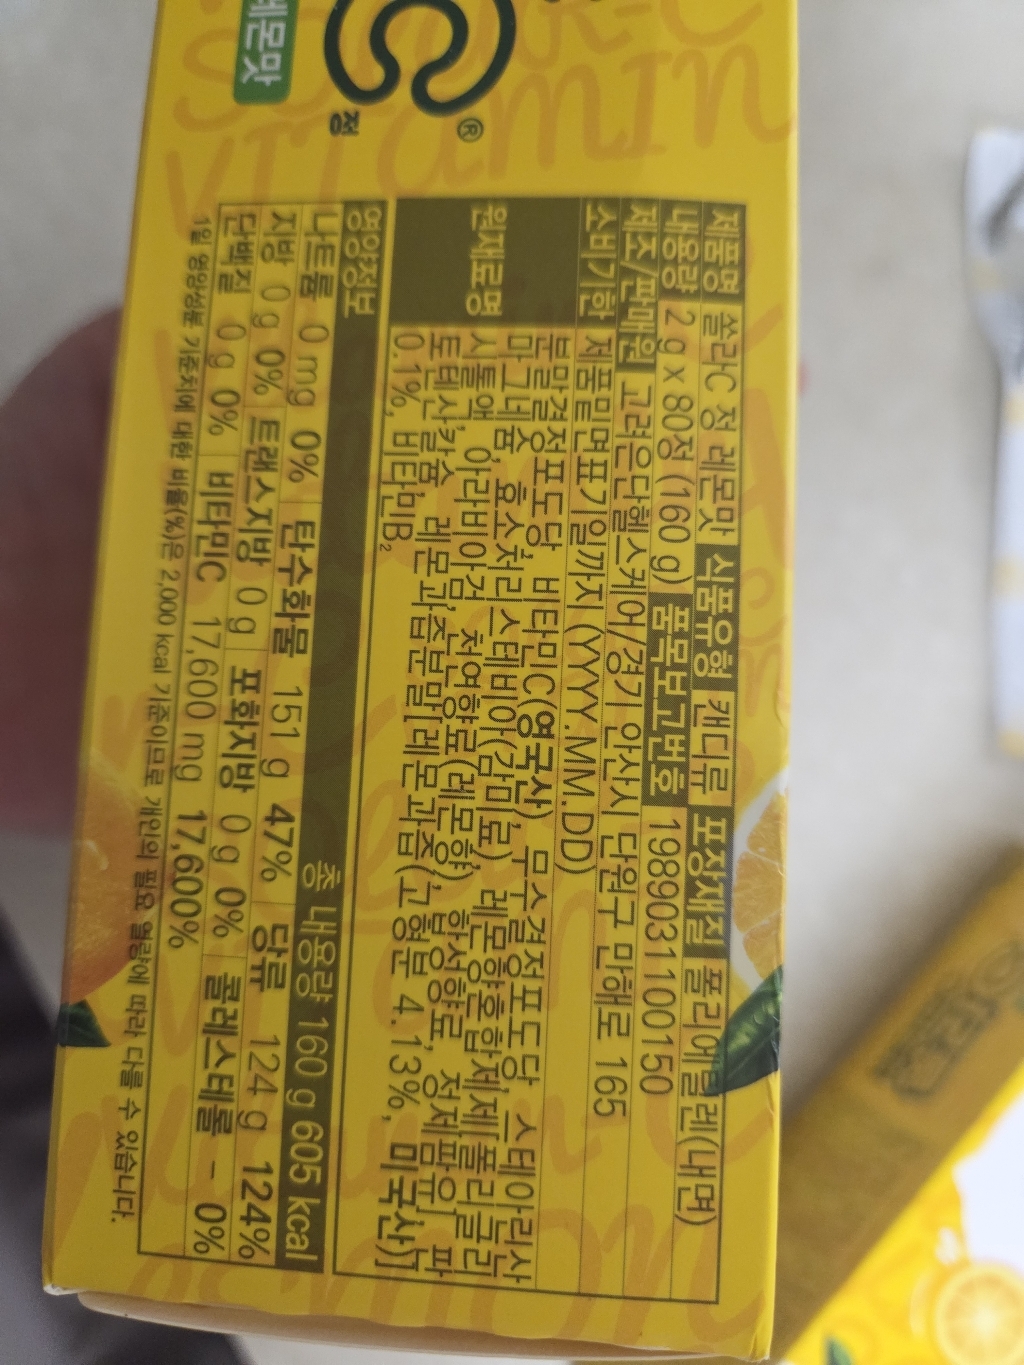 레몬맛
C®
정
제품명 쏠라C 정 레몬맛 식품유형 캔디류 포장재질 폴리에틸렌(내면)
내용량 2 g x 80정 (160 g) 품목보고번호 1989031100150
제조/판매원 고려은단헬스케어/경기 안산시 단원구 만해로 165
소비기한 제품밑면표기일까지 (YYYY.MM.DD)
원재료명 분말결정포도당, 비타민C(영국산), 무수결정포도당, 스테아린산
마그네슘, 효소처리스테비아(감미료), 레몬향혼합제제[폴리글리
시톨액, 아라비아검, 천연향료(레몬향), 합성향료, 정제팜유], 판
토텐산칼슘, 레몬과즙분말[레몬과즙(고형분 4.13%, 미국산)]
0.1%, 비타민B₂
영양정보 총 내용량 160 g 605 kcal
나트륨 0 mg 0% 탄수화물 151 g 47% 당류 124 g 124%
지방 0 g 0% 트랜스지방 0 g 포화지방 0 g 0% 콜레스테롤 - 0%
단백질 0 g 0% 비타민C 17,600 mg 17,600%
1일 영양성분 기준치에 대한 비율(%)은 2,000 kcal 기준이므로 개인의 필요 열량에 따라 다를 수 있습니다.